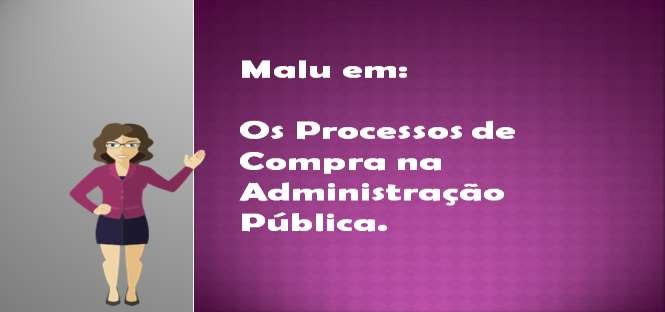 Malu em:
Os Processos de
Compra na
Administração
Pública.